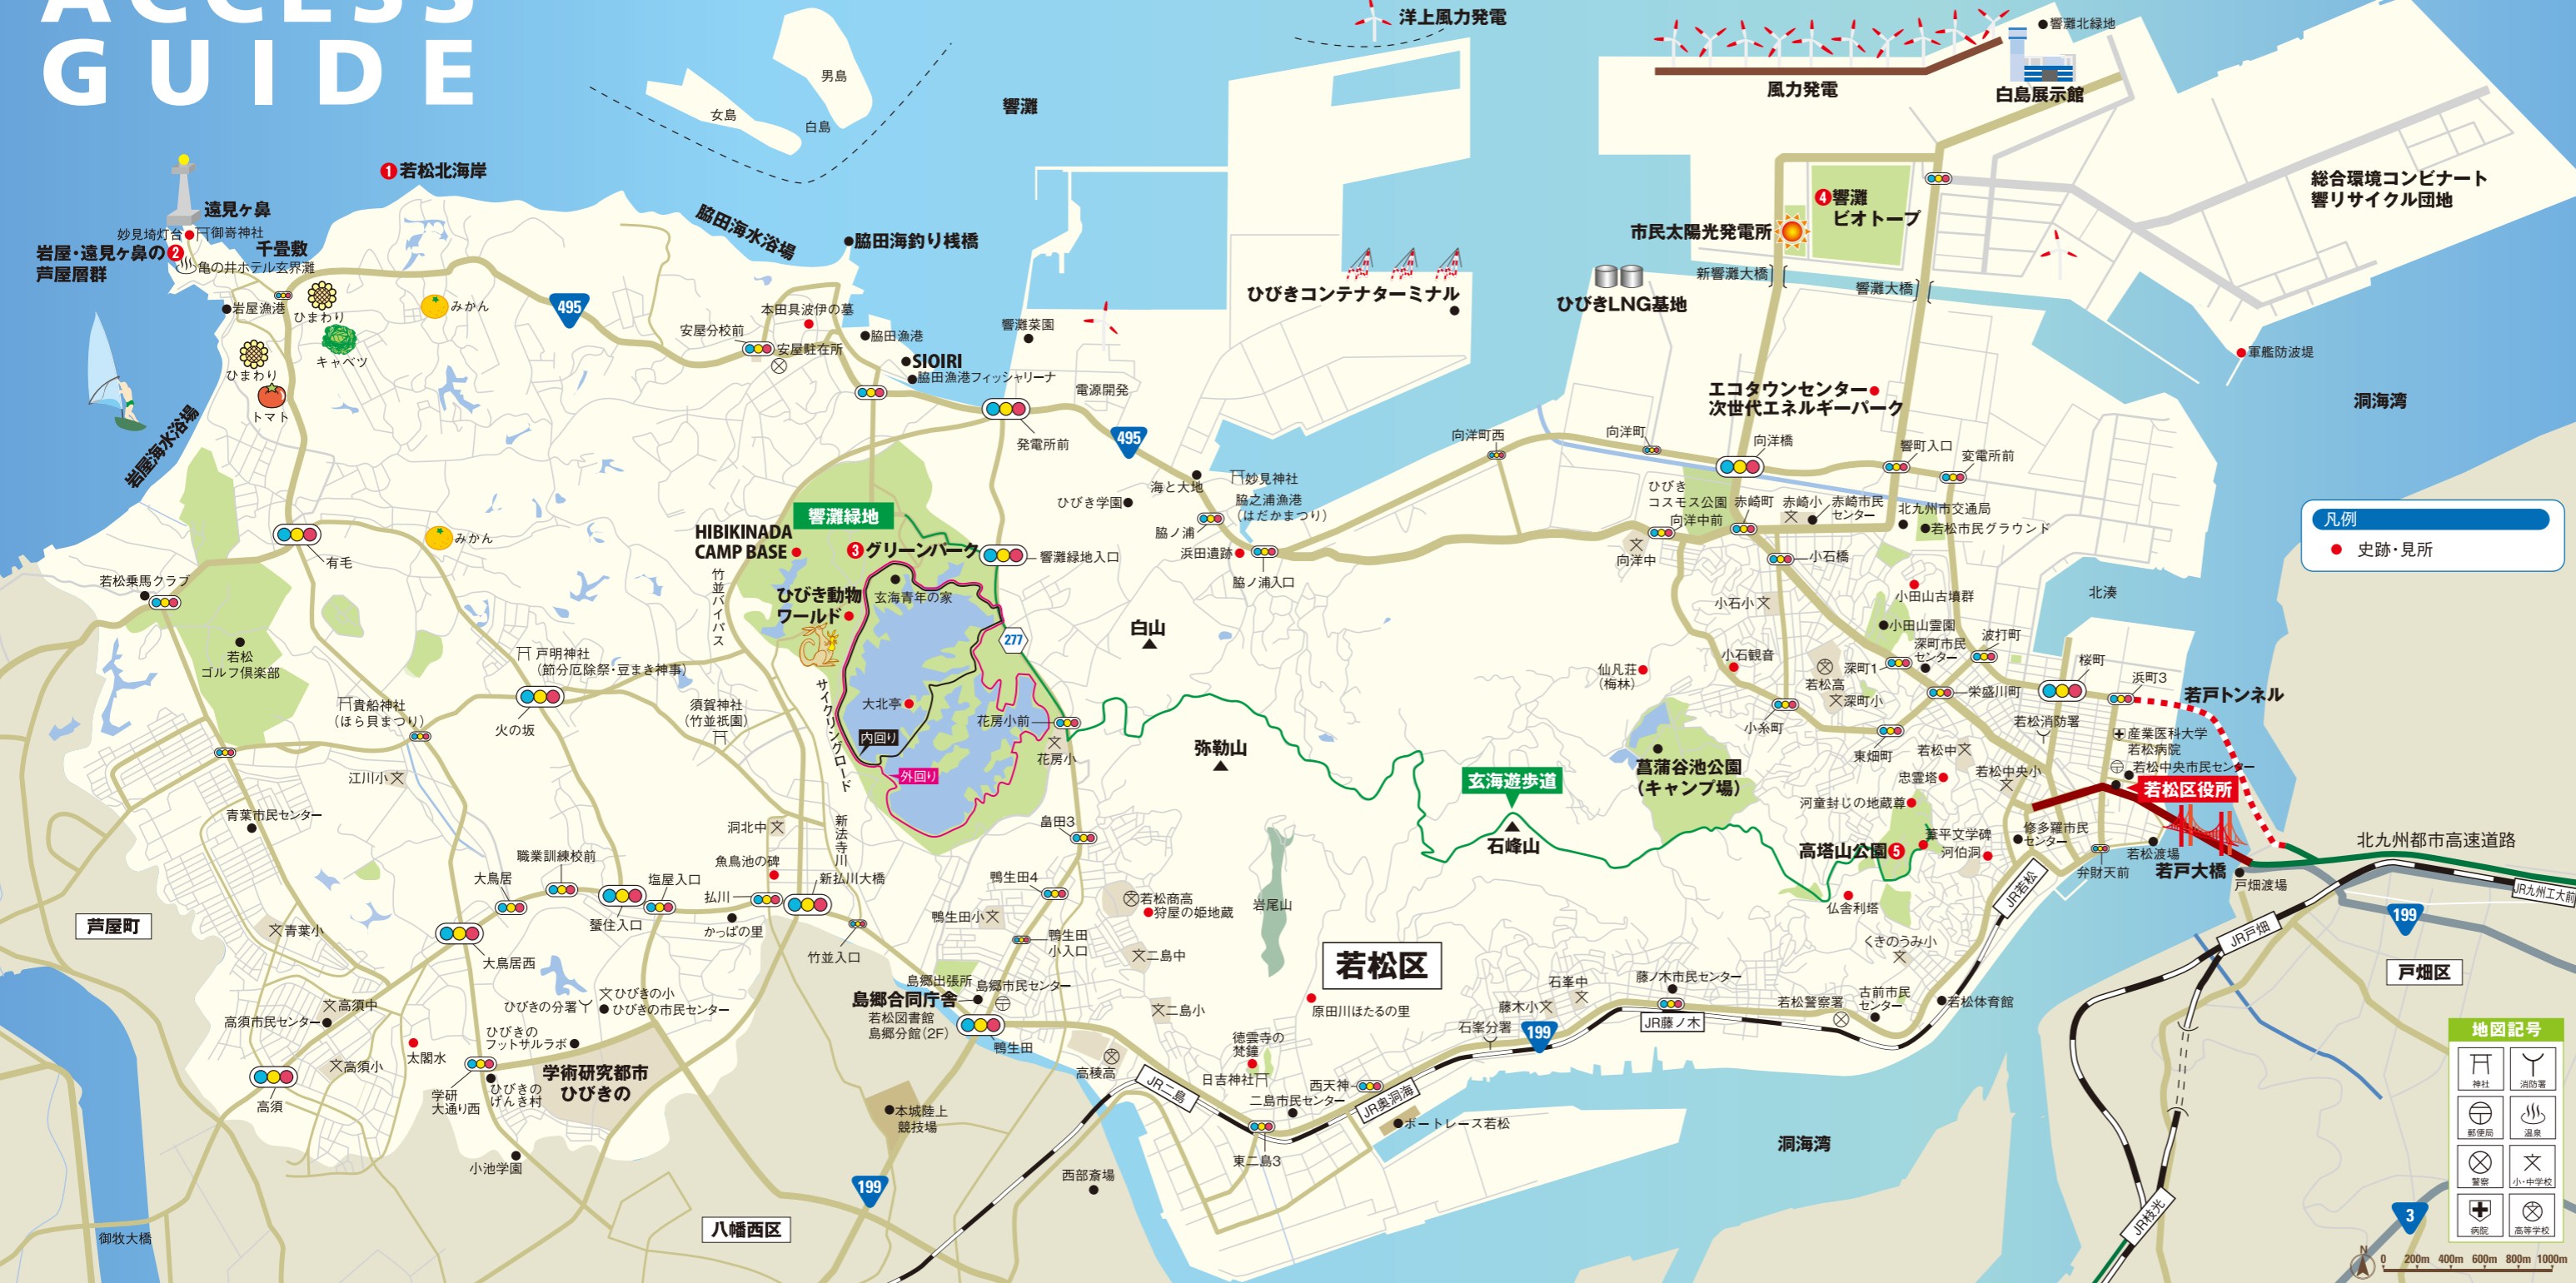 ACCESS
GUIDE
男島
女島
白島
響灘
洋上風力発電
風力発電
響灘北緑地
白島展示館
総合環境コンビナート
響リサイクル団地
❶若松北海岸
遠見ヶ鼻
妙見埼灯台
御嵜神社
岩屋・遠見ヶ鼻の❷
芦屋層群
千畳敷
亀の井ホテル玄界灘
岩屋漁港
ひまわり
キャベツ
ひまわり
トマト
みかん
495
岩屋海水浴場
脇田海水浴場
脇田海釣り桟橋
本田具波伊の墓
安屋分校前
安屋駐在所
脇田漁港
SIOIRI
脇田漁港フィッシャリーナ
響灘菜園
電源開発
発電所前
495
ひびきコンテナターミナル
ひびきLNG基地
市民太陽光発電所
❹響灘
ビオトープ
新響灘大橋
響灘大橋
軍艦防波堤
洞海湾
エコタウンセンター
次世代エネルギーパーク
向洋町西
向洋町
向洋橋
響町入口
変電所前
ひびき
コスモス公園
向洋中前
赤崎町
赤崎小
赤崎市民
センター
北九州市交通局
若松市民グラウンド
向洋中
小石橋
凡例
史跡・見所
海と大地
妙見神社
脇之浦漁港
（はだかまつり）
ひびき学園
脇ノ浦
浜田遺跡
脇ノ浦入口
響灘緑地
HIBIKINADA
CAMP BASE
❸グリーンパーク
響灘緑地入口
竹並バイパス
ひびき動物
ワールド
玄海青年の家
277
大北亭
内回り
外回り
サイクリングロード
新法寺川
花房小前
花房小
有毛
みかん
若松乗馬クラブ
若松
ゴルフ倶楽部
戸明神社
（節分厄除祭・豆まき神事）
貴船神社
（ほら貝まつり）
火の坂
須賀神社
（竹並祇園）
江川小
青葉市民センター
白山
弥勒山
玄海遊歩道
石峰山
仙凡荘
（梅林）
菖蒲谷池公園
（キャンプ場）
小石小
小石観音
小田山古墳群
小田山霊園
深町市民
センター
波打町
北湊
若松高
深町1
深町小
栄盛川町
小糸町
東畑町
若松中
桜町
浜町3
若戸トンネル
若松消防署
産業医科大学
若松病院
若松中央市民センター
若松中央小
忠霊塔
河童封じの地蔵尊
若松区役所
高塔山公園❺
葦平文学碑
河伯洞
修多羅市民
センター
弁財天前
若松渡場
若戸大橋
戸畑渡場
北九州都市高速道路
JR九州工大前
199
JR戸畑
戸畑区
JR若松
仏舎利塔
くきのうみ小
洞北中
魚鳥池の碑
払川
新払川大橋
かっぱの里
竹並入口
職業訓練校前
大鳥居
塩屋入口
蜑住入口
大鳥居西
芦屋町
青葉小
高須中
高須市民センター
高須小
高須
太閤水
ひびきの分署
ひびきの小
ひびきの市民センター
ひびきの
フットサルラボ
学研
大通り西
ひびきの
げんき村
学術研究都市
ひびきの
小池学園
畠田3
鴨生田4
若松商高
狩屋の姫地蔵
鴨生田小
鴨生田
小入口
二島中
岩尾山
島郷出張所
島郷市民センター
島郷合同庁舎
若松図書館
島郷分館(2F)
鴨生田
二島小
高稜高
若松区
原田川ほたるの里
徳雲寺の
梵鐘
日吉神社
西天神
二島市民センター
JR二島
東二島3
JR奥洞海
ボートレース若松
石峯中
藤木小
石峯分署
199
藤ノ木市民センター
JR藤ノ木
若松警察署
古前市民
センター
若松体育館
洞海湾
本城陸上
競技場
西部斎場
199
八幡西区
御牧大橋
JR枝光
3
地図記号
神社
消防署
郵便局
温泉
警察
小・中学校
病院
高等学校
N
0 200m 400m 600m 800m 1000m